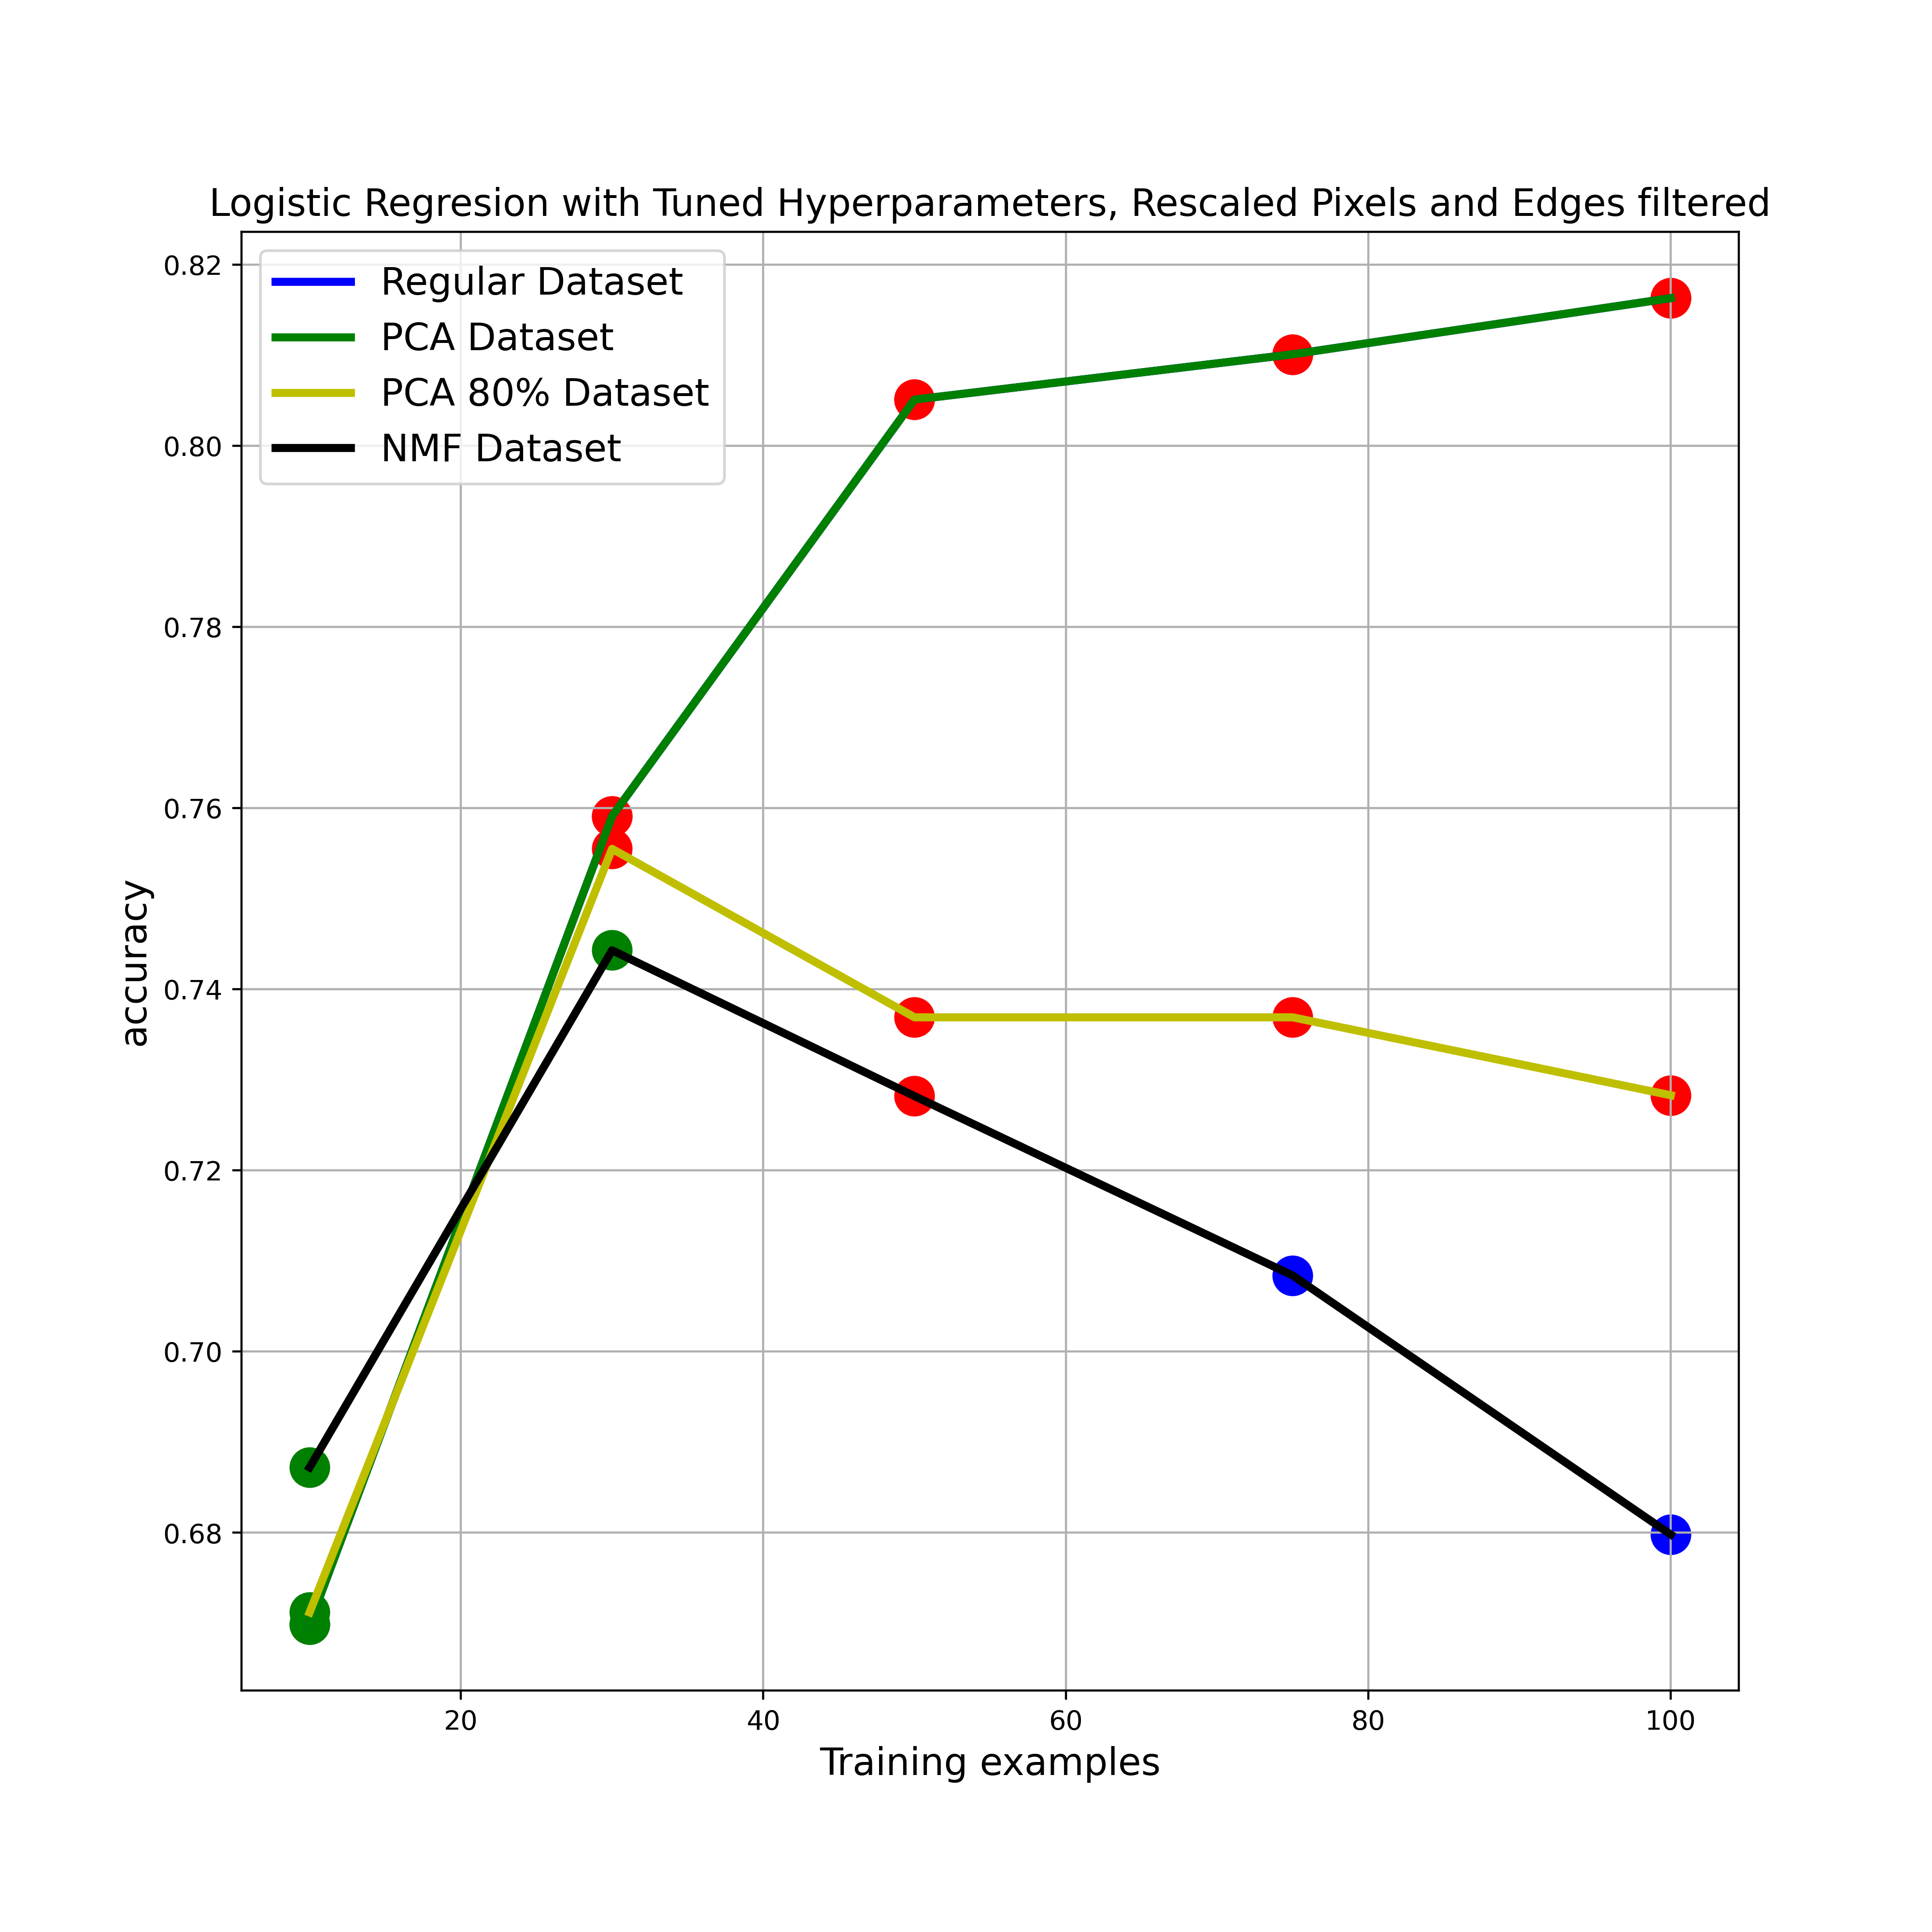 Logistic Regresion with Tuned Hyperparameters, Rescaled Pixels and Edges filtered
Regular Dataset
PCA Dataset
PCA 80% Dataset
NMF Dataset
0.82
0.80
0.78
0.76
0.74
0.72
0.70
0.68
accuracy
20 40 60 80 100
Training examples